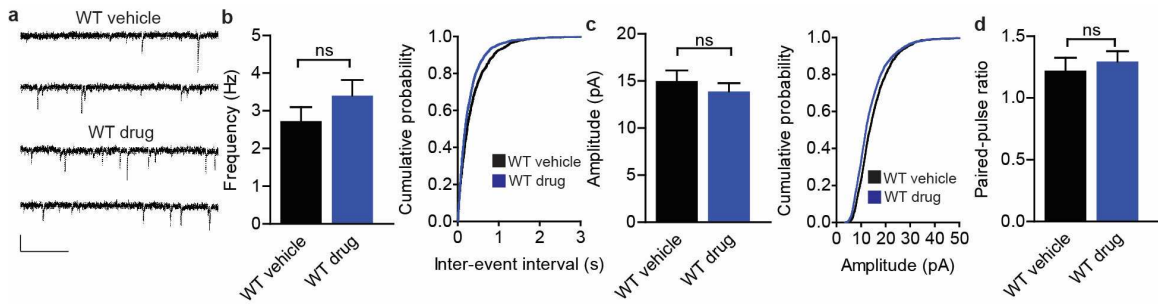 a
WT vehicle
WT drug
b
Frequency (Hz)
5
4
3
2
1
0
ns
WT vehicle
WT drug
Cumulative probability
1.0
0.8
0.6
0.4
0.2
0.0
WT vehicle
WT drug
0 1 2 3
Inter-event interval (s)
c
Amplitude (pA)
20
15
10
5
0
ns
WT vehicle
WT drug
Cumulative probability
1.0
0.8
0.6
0.4
0.2
0.0
WT vehicle
WT drug
0 10 20 30 40 50
Amplitude (pA)
d
Paired-pulse ratio
1.5
1.0
0.5
0.0
ns
WT vehicle
WT drug